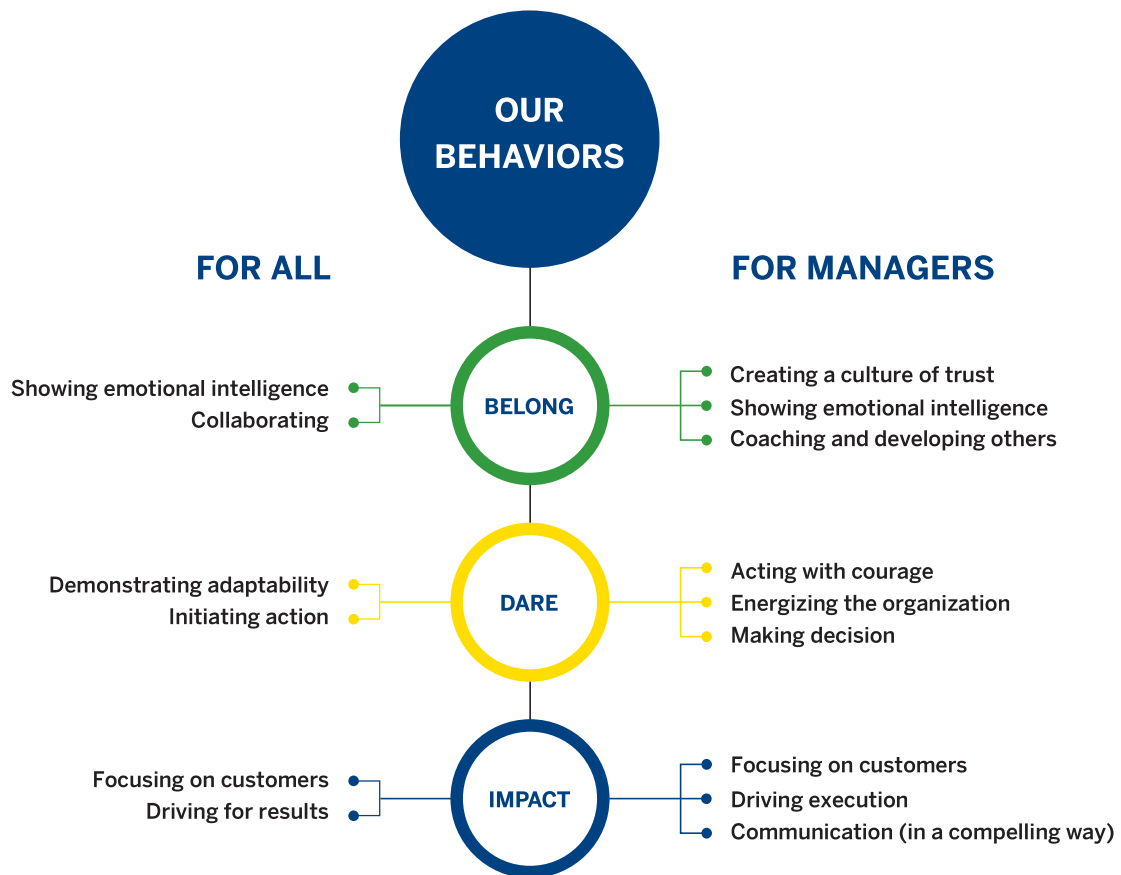 OUR
BEHAVIORS
FOR ALL
FOR MANAGERS
Showing emotional intelligence
Collaborating
BELONG
Creating a culture of trust
Showing emotional intelligence
Coaching and developing others
Demonstrating adaptability
Initiating action
DARE
Acting with courage
Energizing the organization
Making decision
Focusing on customers
Driving for results
IMPACT
Focusing on customers
Driving execution
Communication (in a compelling way)